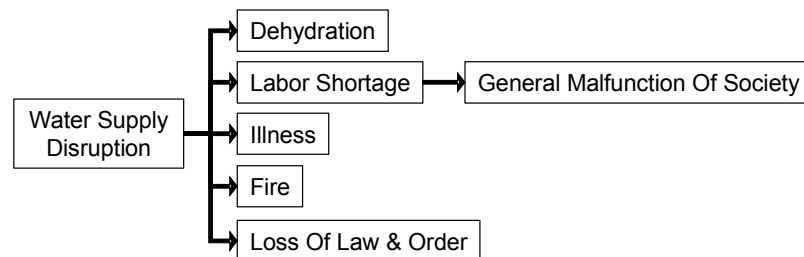 Dehydration
Labor Shortage
General Malfunction Of Society
Water Supply
Disruption
Illness
Fire
Loss Of Law & Order